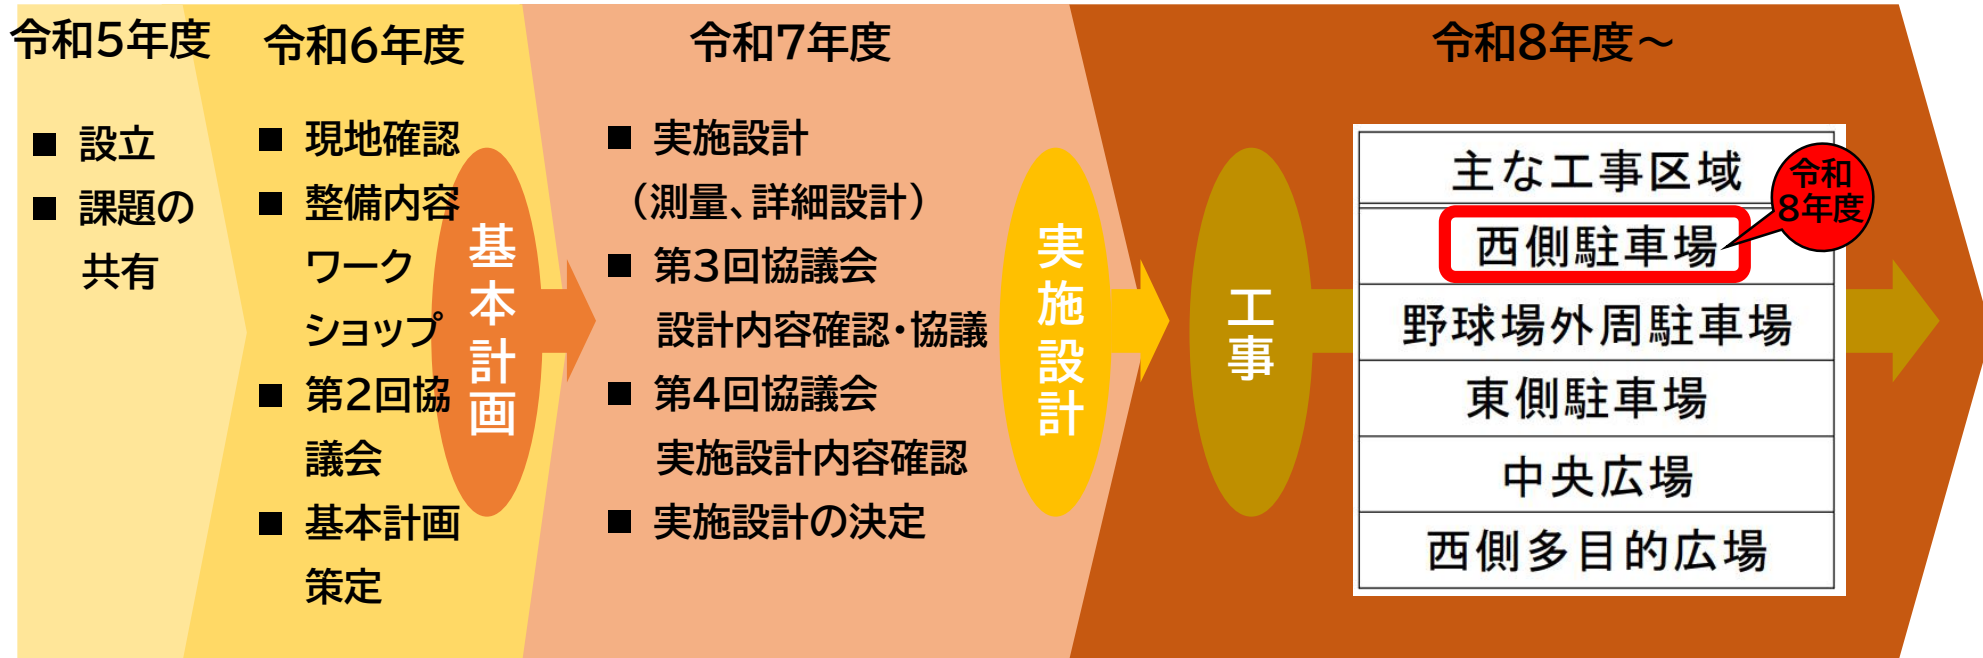 令和5年度
■ 設立
■ 課題の
共有
令和6年度
■ 現地確認
■ 整備内容
ワーク
ショップ
■ 第2回協
議会
■ 基本計画
策定
基本計画
令和7年度
■ 実施設計
（測量、詳細設計）
■ 第3回協議会
設計内容確認・協議
■ 第4回協議会
実施設計内容確認
■ 実施設計の決定
実施設計
令和8年度～
工事
主な工事区域
令和
8年度
西側駐車場
野球場外周駐車場
東側駐車場
中央広場
西側多目的広場